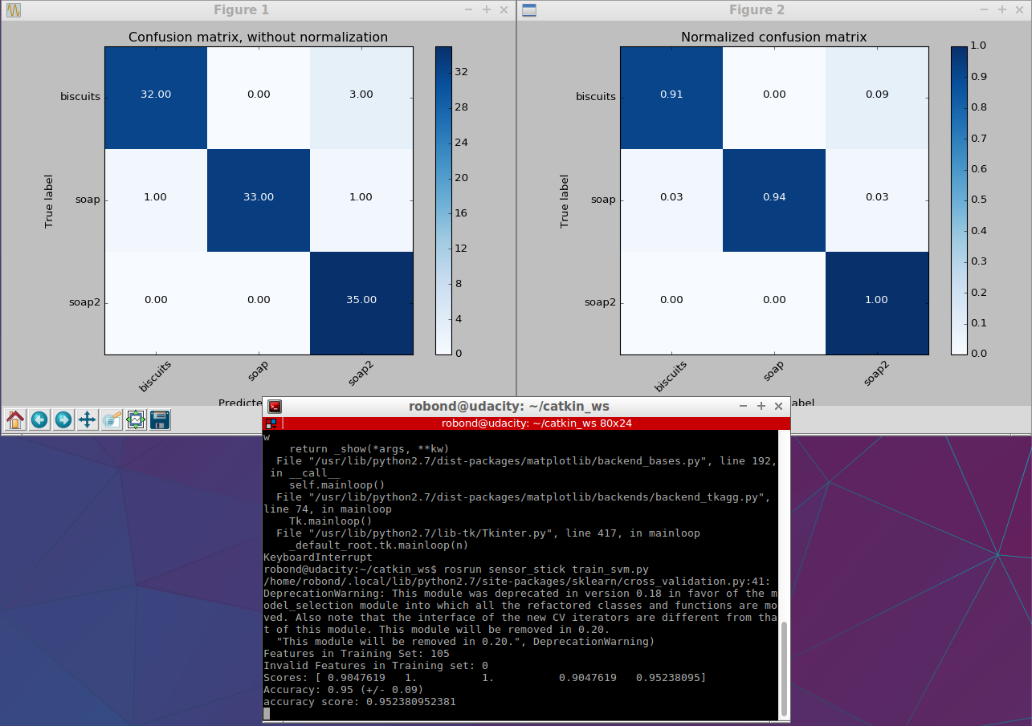 Figure 1
Confusion matrix, without normalization
biscuits 32.00 0.00 3.00
soap 1.00 33.00 1.00
soap2 0.00 0.00 35.00
True label
biscuits soap soap2
32
28
24
20
16
12
8
4
0
Figure 2
Normalized confusion matrix
biscuits 0.91 0.00 0.09
soap 0.03 0.94 0.03
soap2 0.00 0.00 1.00
True label
biscuits soap soap2
1.0
0.9
0.8
0.7
0.6
0.5
0.4
0.3
0.2
0.1
0.0
robond@udacity: ~/catkin_ws
robond@udacity: ~/catkin_ws 80x24
w
return _show(*args, **kw)
File "/usr/lib/python2.7/dist-packages/matplotlib/backend_bases.py", line 192,
in __call__
self.mainloop()
File "/usr/lib/python2.7/dist-packages/matplotlib/backends/backend_tkagg.py",
line 74, in mainloop
Tk.mainloop()
File "/usr/lib/python2.7/lib-tk/Tkinter.py", line 417, in mainloop
_default_root.tk.mainloop(n)
KeyboardInterrupt
robond@udacity:~/catkin_ws$ rosrun sensor_stick train_svm.py
/home/robond/.local/lib/python2.7/site-packages/sklearn/cross_validation.py:41:
DeprecationWarning: This module was deprecated in version 0.18 in favor of the m
odel_selection module into which all the refactored classes and functions are mo
ved. Also note that the interface of the new CV iterators are different from tha
t of this module. This module will be removed in 0.20.
"This module will be removed in 0.20.", DeprecationWarning)
Features in Training Set: 105
Invalid Features in Training set: 0
Scores: [ 0.9047619 1. 1. 0.9047619 0.95238095]
Accuracy: 0.95 (+/- 0.09)
accuracy score: 0.952380952381